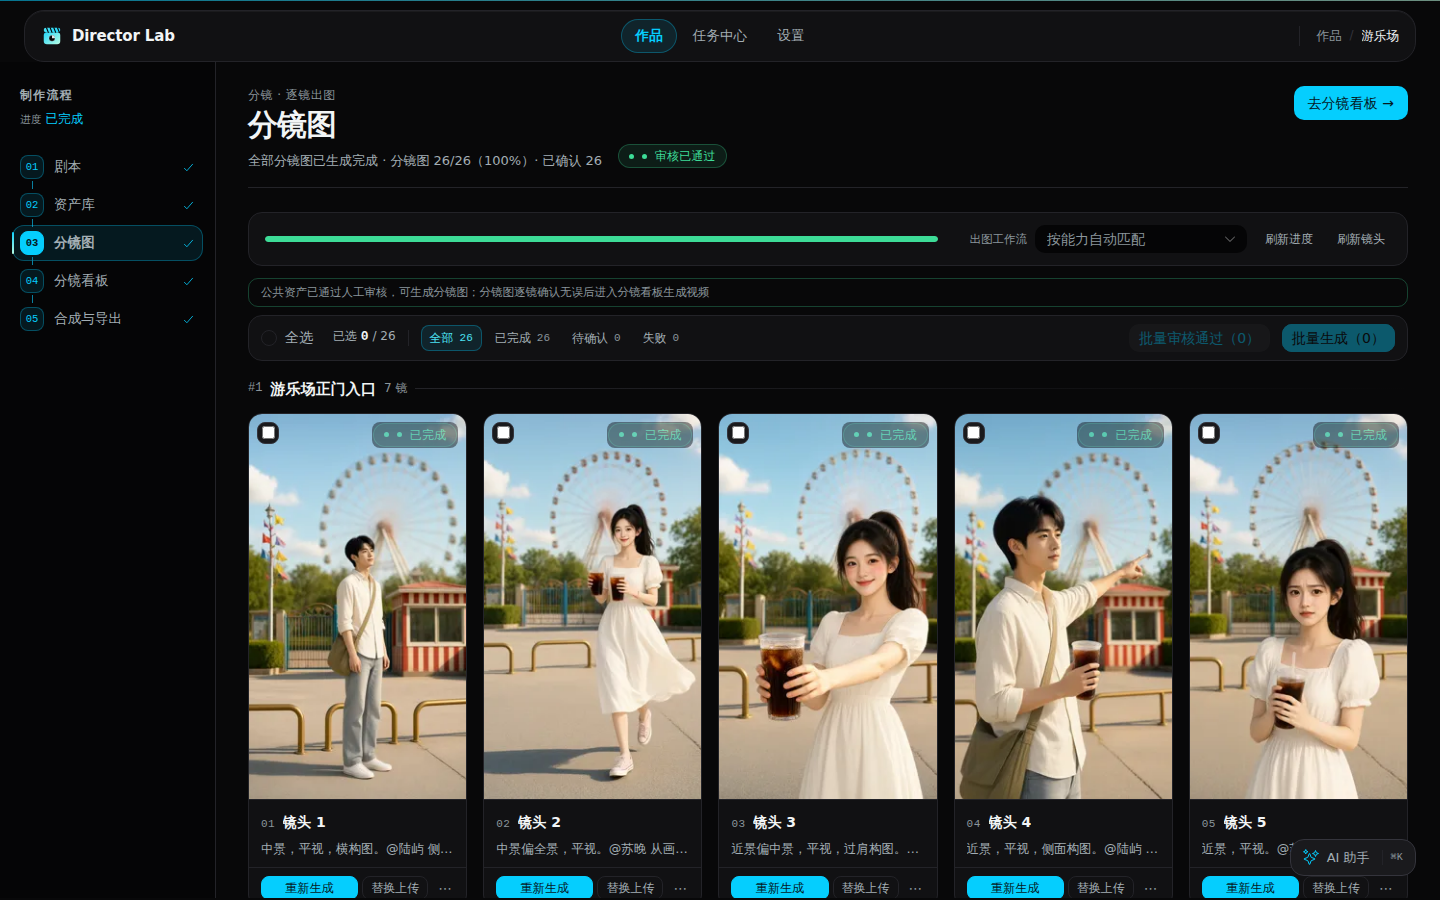 Director Lab
作品
任务中心
设置
作品 / 游乐场
制作流程
进度 已完成
01 剧本
02 资产库
03 分镜图
04 分镜看板
05 合成与导出
分镜 · 逐镜出图
分镜图
全部分镜图已生成完成 · 分镜图 26/26（100%）· 已确认 26
审核已通过
去分镜看板 →
出图工作流
按能力自动匹配
刷新进度
刷新镜头
公共资产已通过人工审核，可生成分镜图；分镜图逐镜确认无误后进入分镜看板生成视频
全选
已选 0 / 26
全部 26
已完成 26
待确认 0
失败 0
批量审核通过（0）
批量生成（0）
#1 游乐场正门入口 7 镜
已完成
已完成
已完成
已完成
已完成
01 镜头 1
中景，平视，横构图。@陆屿 侧...
重新生成
替换上传
···
02 镜头 2
中景偏全景，平视。@苏晚 从画...
重新生成
替换上传
···
03 镜头 3
近景偏中景，平视，过肩构图。...
重新生成
替换上传
···
04 镜头 4
近景，平视，侧面构图。@陆屿 ...
重新生成
替换上传
···
05 镜头 5
近景，平视。@
重新生成
替换上传
···
AI 助手 ⌘K